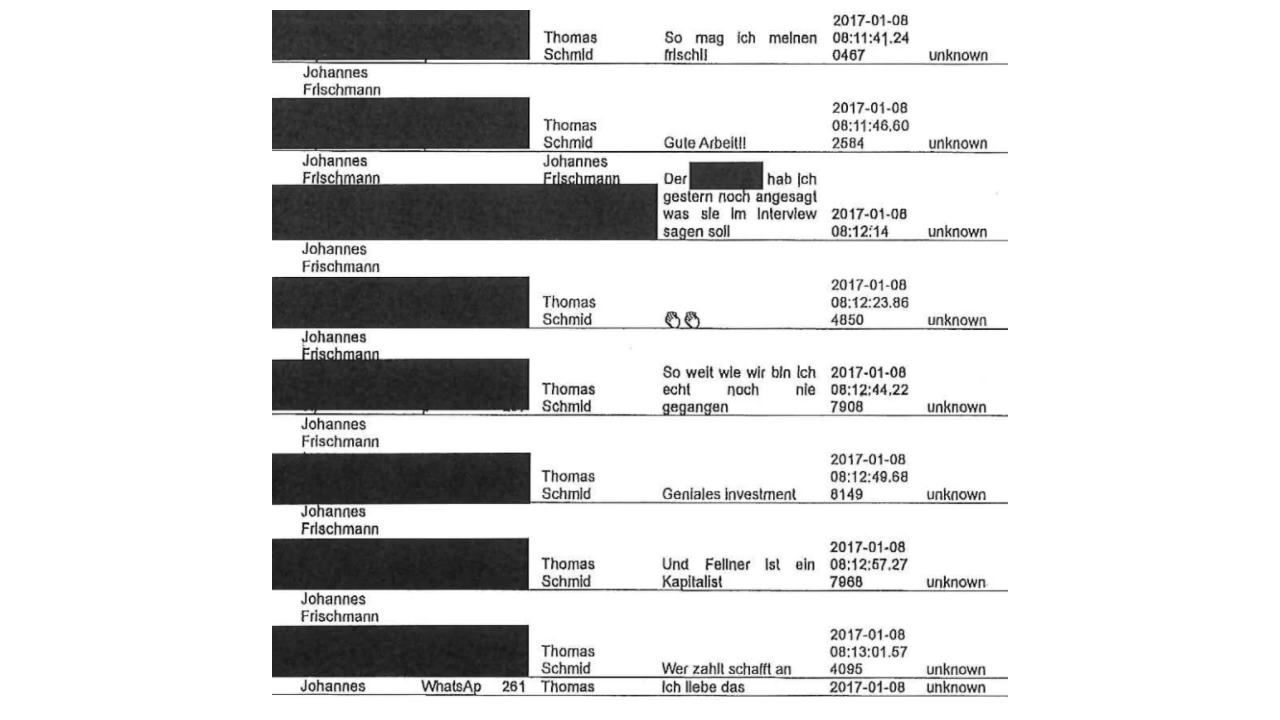 2017-01-08
Thomas So mag ich meinen 08:11:41.24
Schmid frischl! 0467 unknown
Johannes
Frischmann
2017-01-08
Thomas 08:11:46,60
Schmid Gute Arbeit!! 2584 unknown
Johannes Johannes
Frischmann Frischmann Der hab ich
gestern noch angesagt
was sie im Interview 2017-01-08
sagen soll 08:12:14 unknown
Johannes
Frischmann
2017-01-08
Thomas 08:12:23.86
Schmid 👏👏 4850 unknown
Johannes
Frischmann
So weit wie wir bin ich 2017-01-08
Thomas echt noch nie 08:12:44,22
Schmid gegangen 7908 unknown
Johannes
Frischmann
2017-01-08
Thomas 08:12:49.68
Schmid Geniales investment 8149 unknown
Johannes
Frischmann
2017-01-08
Thomas Und Fellner ist ein 08:12:57.27
Schmid Kapitalist 7968 unknown
Johannes
Frischmann
2017-01-08
Thomas 08:13:01.57
Schmid Wer zahlt schafft an 4095 unknown
Johannes WhatsAp 261 Thomas Ich liebe das 2017-01-08 unknown